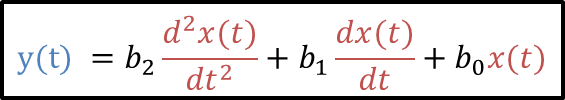 y(t) = b₂ d²x(t)/dt² + b₁ dx(t)/dt + b₀x(t)